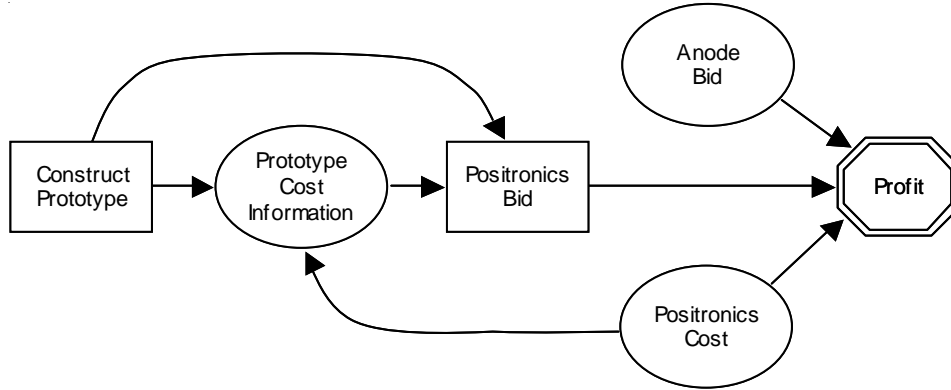 Anode
Bid
Construct
Prototype
Prototype
Cost
Information
Positronics
Bid
Profit
Positronics
Cost